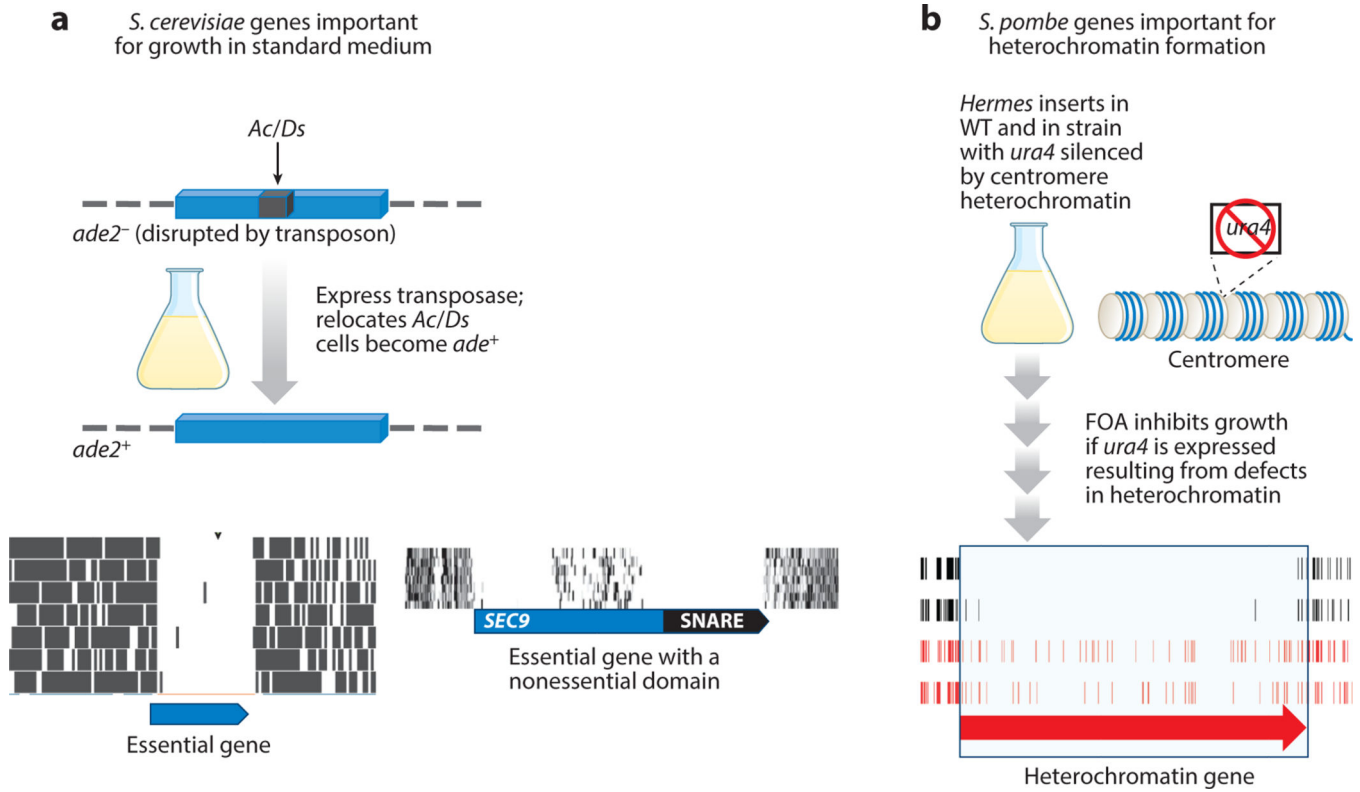 a
S. cerevisiae genes important
for growth in standard medium
Ac/Ds
ade2⁻ (disrupted by transposon)
Express transposase;
relocates Ac/Ds
cells become ade⁺
ade2⁺
Essential gene
SEC9
SNARE
Essential gene with a
nonessential domain
b
S. pombe genes important for
heterochromatin formation
Hermes inserts in
WT and in strain
with ura4 silenced
by centromere
heterochromatin
ura4
Centromere
FOA inhibits growth
if ura4 is expressed
resulting from defects
in heterochromatin
Heterochromatin gene